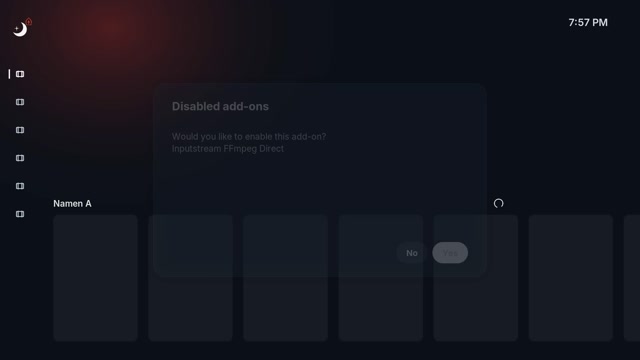 7:57 PM
Disabled add-ons
Would you like to enable this add-on?
Inputstream FFmpeg Direct
Namen A
No
Yes